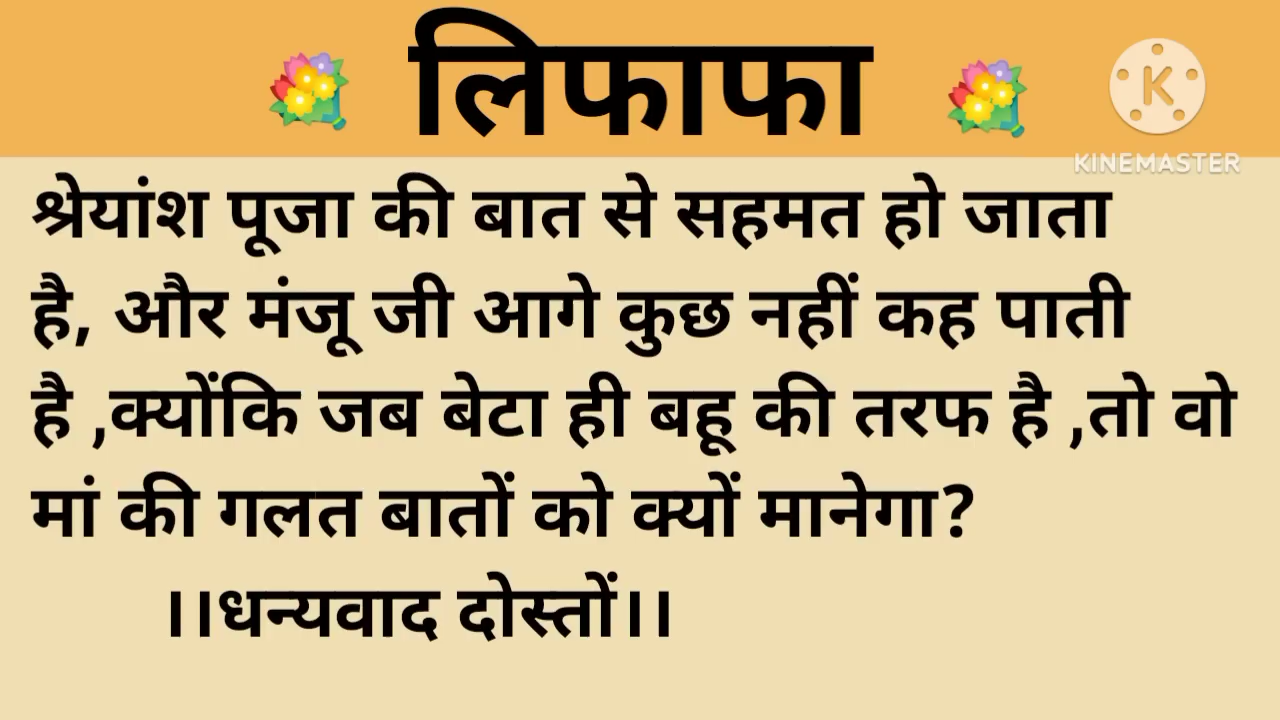 लिफाफा
K
KINEMASTER
श्रेयांश पूजा की बात से सहमत हो जाता
है, और मंजू जी आगे कुछ नहीं कह पाती
है ,क्योंकि जब बेटा ही बहू की तरफ है ,तो वो
मां की गलत बातों को क्यों मानेगा?
।।धन्यवाद दोस्तों।।